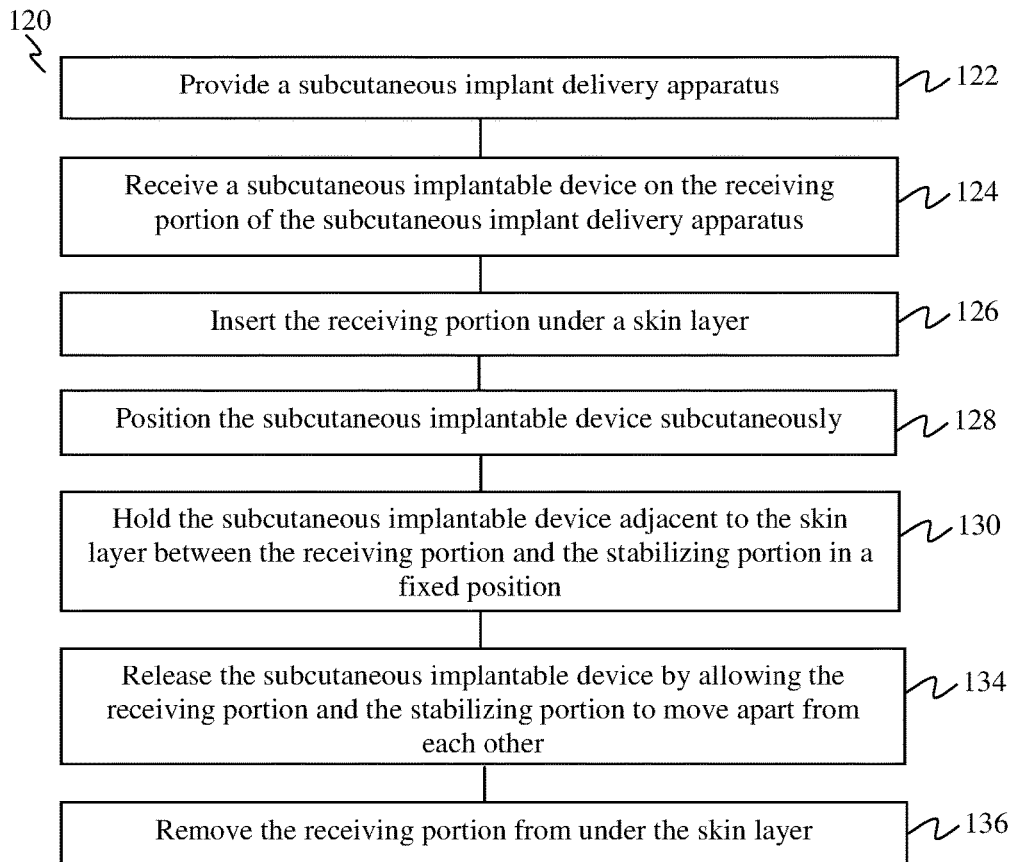 120
Provide a subcutaneous implant delivery apparatus
122
Receive a subcutaneous implantable device on the receiving
portion of the subcutaneous implant delivery apparatus
124
Insert the receiving portion under a skin layer
126
Position the subcutaneous implantable device subcutaneously
128
Hold the subcutaneous implantable device adjacent to the skin
layer between the receiving portion and the stabilizing portion in a
fixed position
130
Release the subcutaneous implantable device by allowing the
receiving portion and the stabilizing portion to move apart from
each other
134
Remove the receiving portion from under the skin layer
136